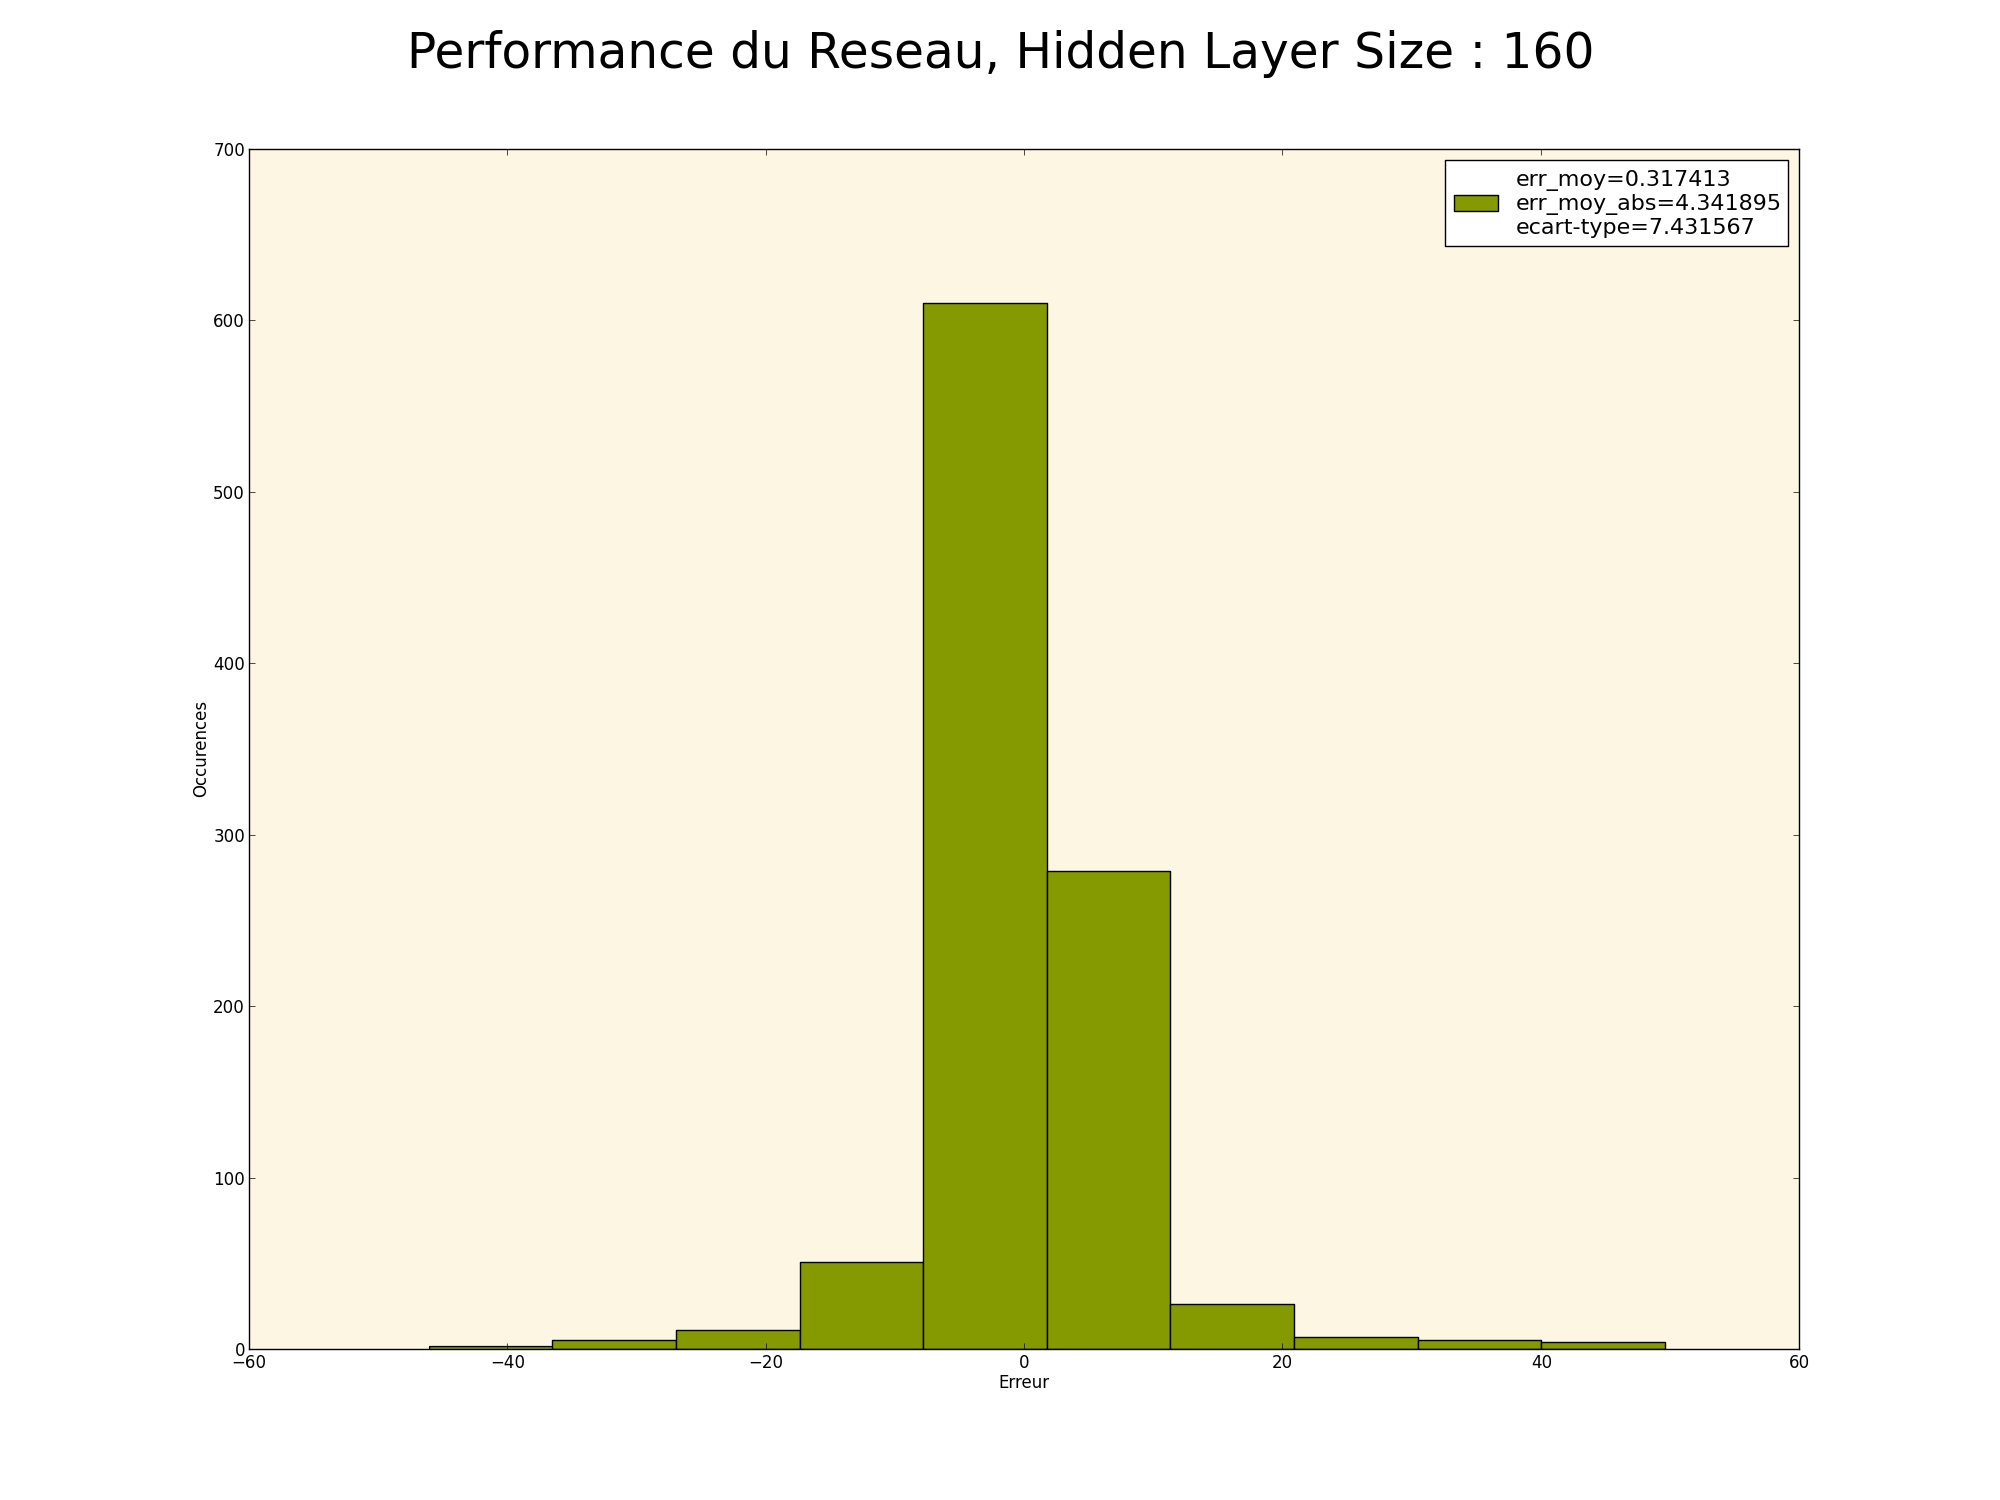 Performance du Reseau, Hidden Layer Size : 160
err_moy=0.317413
err_moy_abs=4.341895
ecart-type=7.431567
700
600
500
400
300
200
100
0
Occurences
−60 −40 −20 0 20 40 60
Erreur